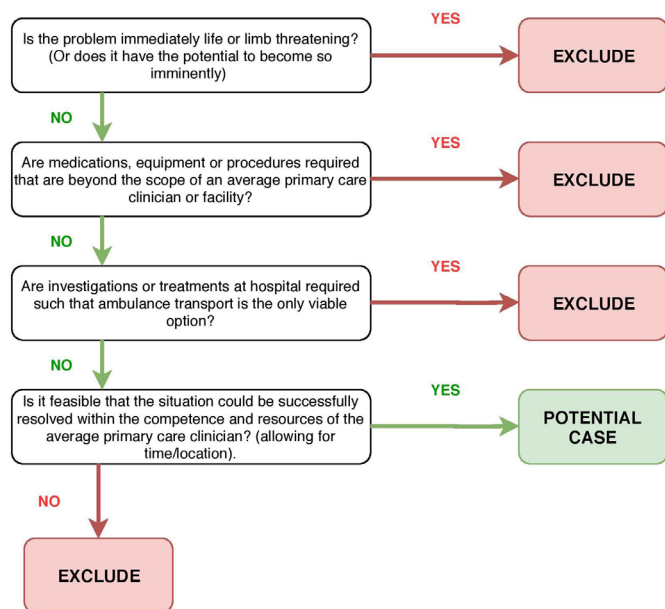 Is the problem immediately life or limb threatening?
(Or does it have the potential to become so
imminently)
YES
EXCLUDE
NO
Are medications, equipment or procedures required
that are beyond the scope of an average primary care
clinician or facility?
YES
EXCLUDE
NO
Are investigations or treatments at hospital required
such that ambulance transport is the only viable
option?
YES
EXCLUDE
NO
Is it feasible that the situation could be successfully
resolved within the competence and resources of the
average primary care clinician? (allowing for
time/location).
YES
POTENTIAL
CASE
NO
EXCLUDE